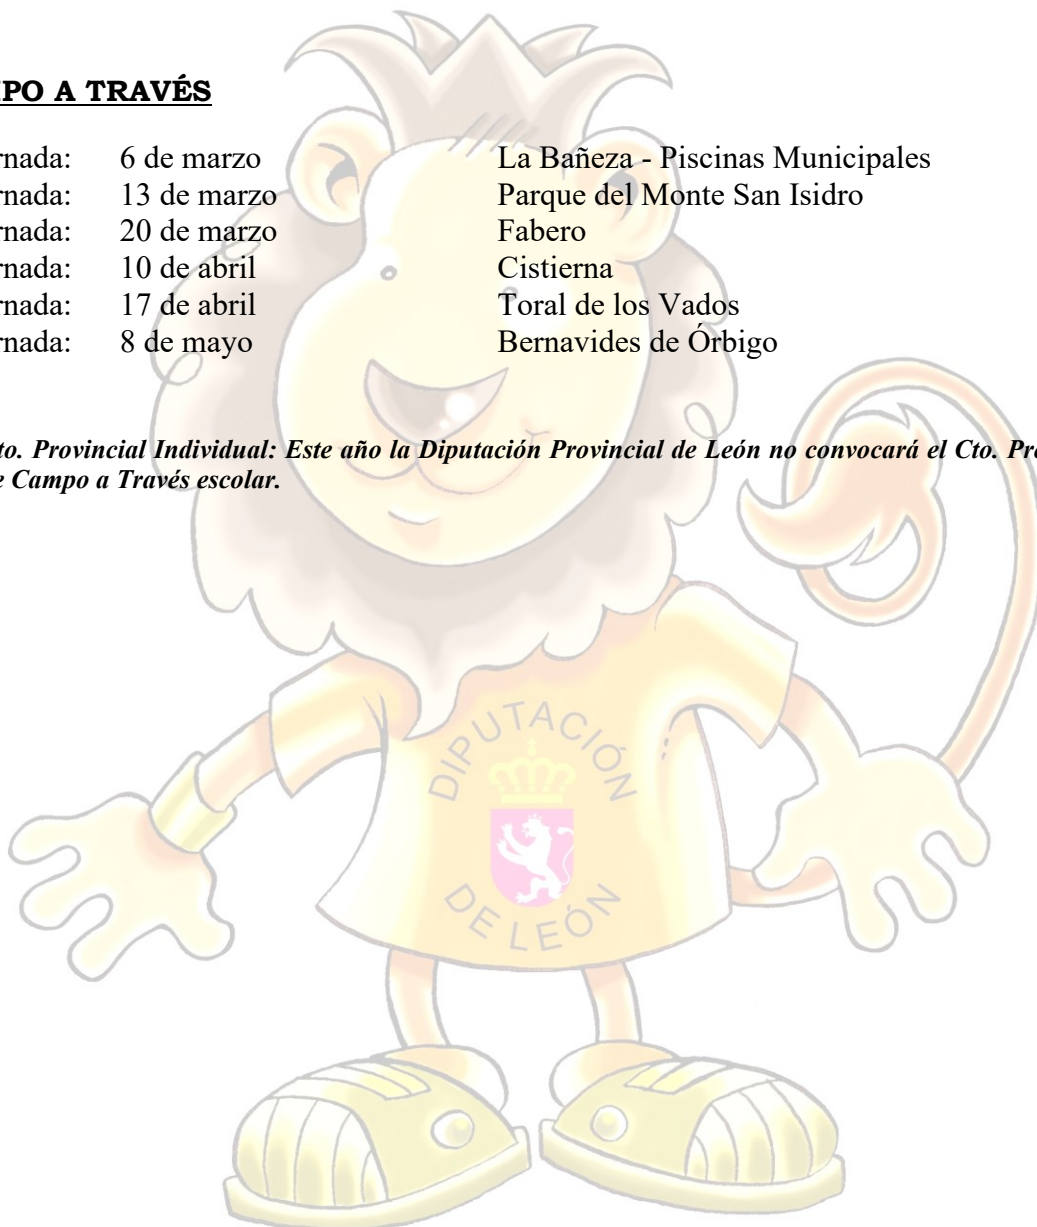 PO A TRAVÉS
rnada: 6 de marzo La Bañeza - Piscinas Municipales
rnada: 13 de marzo Parque del Monte San Isidro
rnada: 20 de marzo Fabero
rnada: 10 de abril Cistierna
rnada: 17 de abril Toral de los Vados
rnada: 8 de mayo Bernavides de Órbigo
to. Provincial Individual: Este año la Diputación Provincial de León no convocará el Cto. Pro
e Campo a Través escolar.
DIPUTACIÓN
DE LEÓN